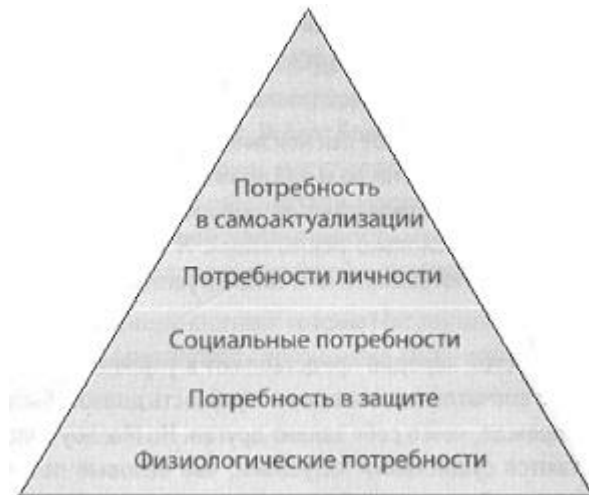 Потребность
в самоактуализации
Потребности личности
Социальные потребности
Потребность в защите
Физиологические потребности